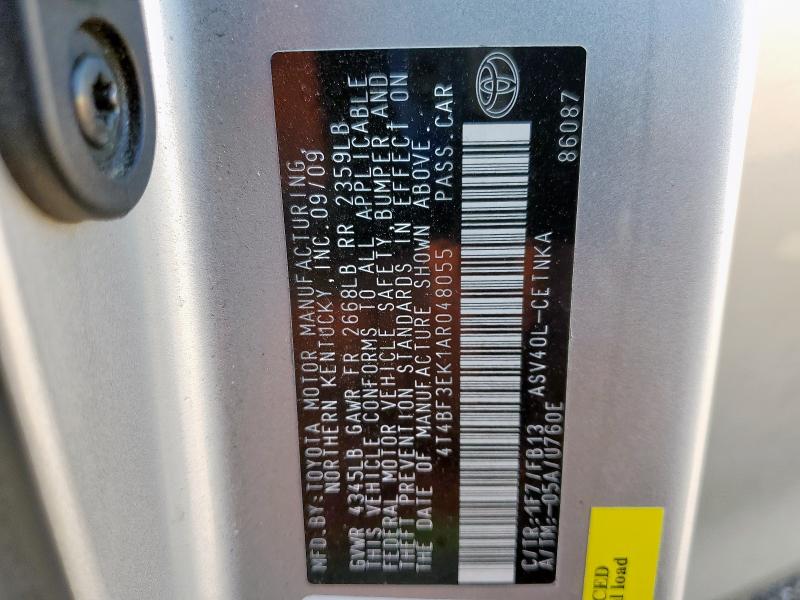 MFD.BY:TOYOTA MOTOR MANUFACTURING,
NORTHERN KENTUCKY, INC. 09/09
GVWR 4345LB GAWR FR 2668LB RR 2359LB
THIS VEHICLE CONFORMS TO ALL APPLICABLE
FEDERAL MOTOR VEHICLE SAFETY, BUMPER, AND
THEFT PREVENTION STANDARDS IN EFFECT ON
THE DATE OF MANUFACTURE SHOWN ABOVE.
4T4BF3EK1AR048055 PASS.CAR
C/TR:1F7/FB13 ASV40L-CETNKA
A/TM:-05A/U760E 86087
CED
load